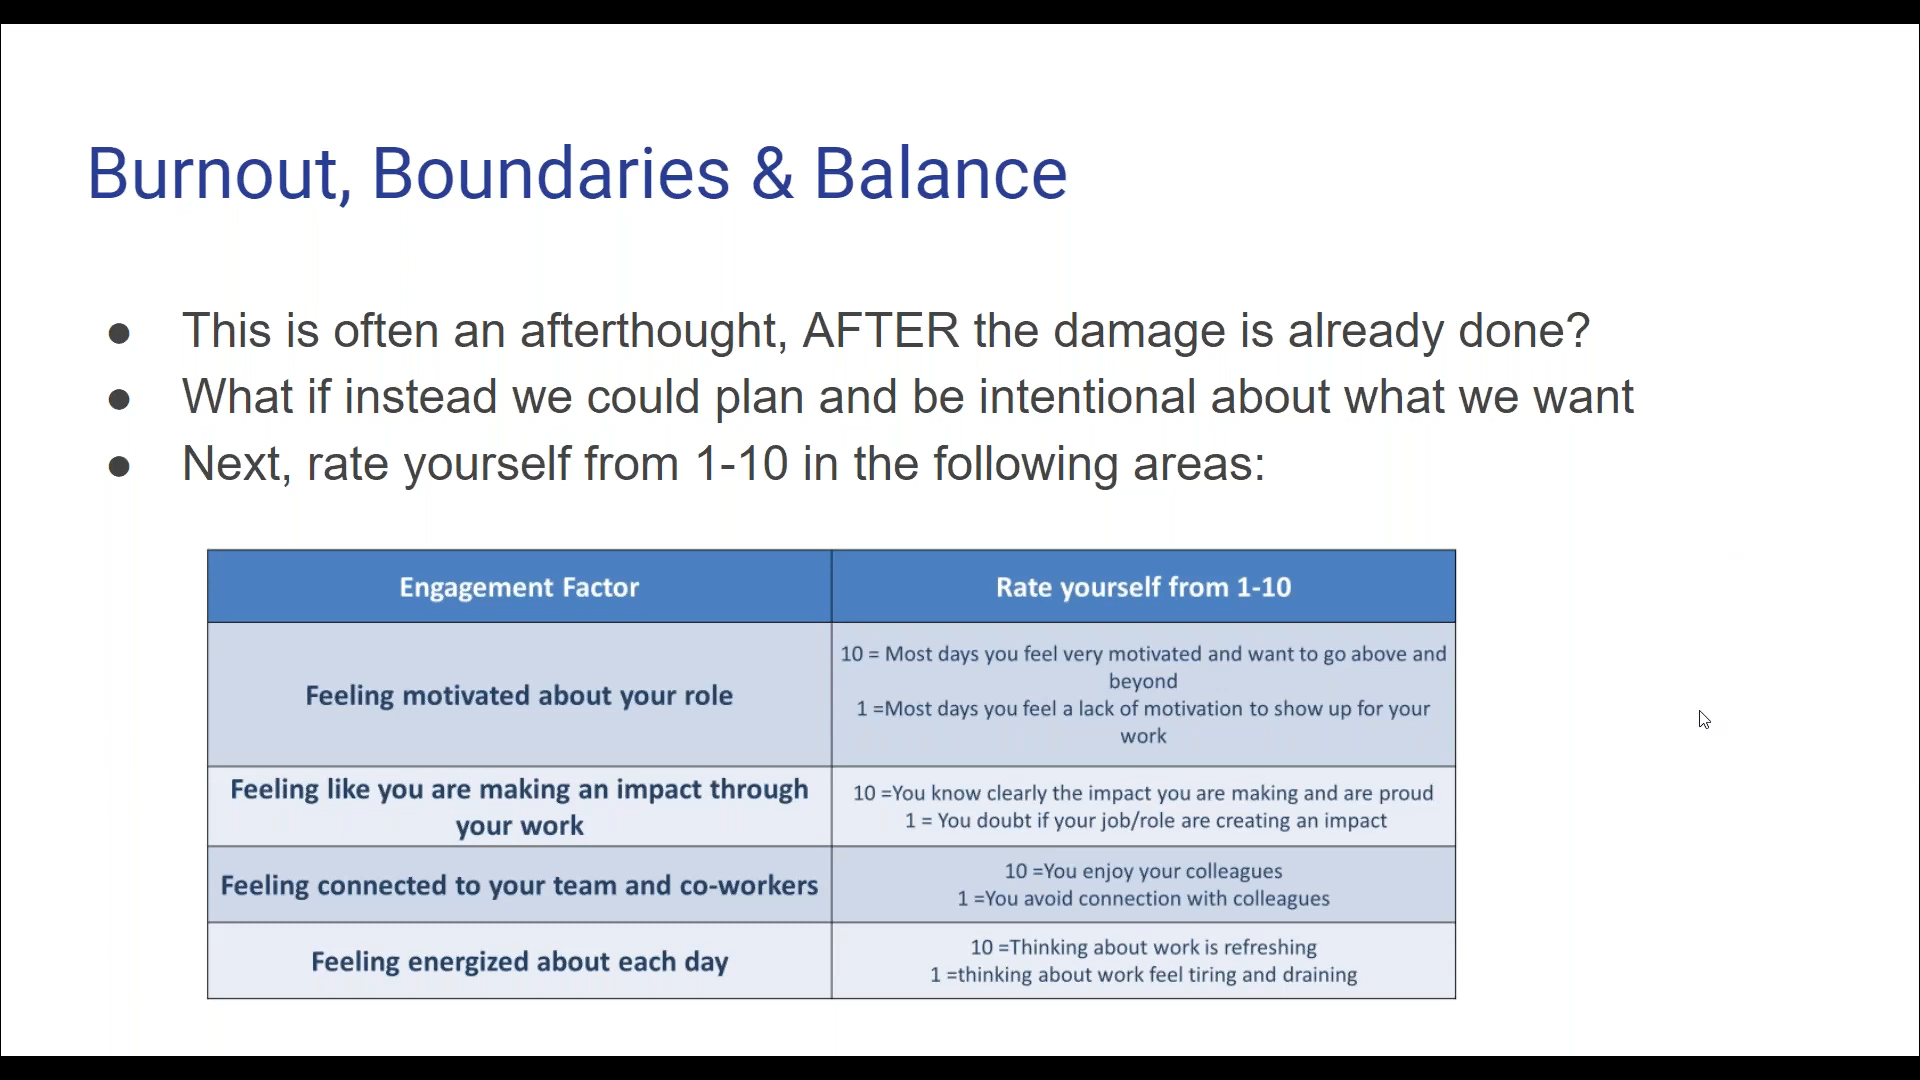 Burnout, Boundaries & Balance
● This is often an afterthought, AFTER the damage is already done?
● What if instead we could plan and be intentional about what we want
● Next, rate yourself from 1-10 in the following areas:
Engagement Factor
Rate yourself from 1-10
Feeling motivated about your role
10 = Most days you feel very motivated and want to go above and
beyond
1 =Most days you feel a lack of motivation to show up for your
work
Feeling like you are making an impact through
your work
10 =You know clearly the impact you are making and are proud
1 = You doubt if your job/role are creating an impact
Feeling connected to your team and co-workers
10 =You enjoy your colleagues
1 =You avoid connection with colleagues
Feeling energized about each day
10 =Thinking about work is refreshing
1 =thinking about work feel tiring and draining